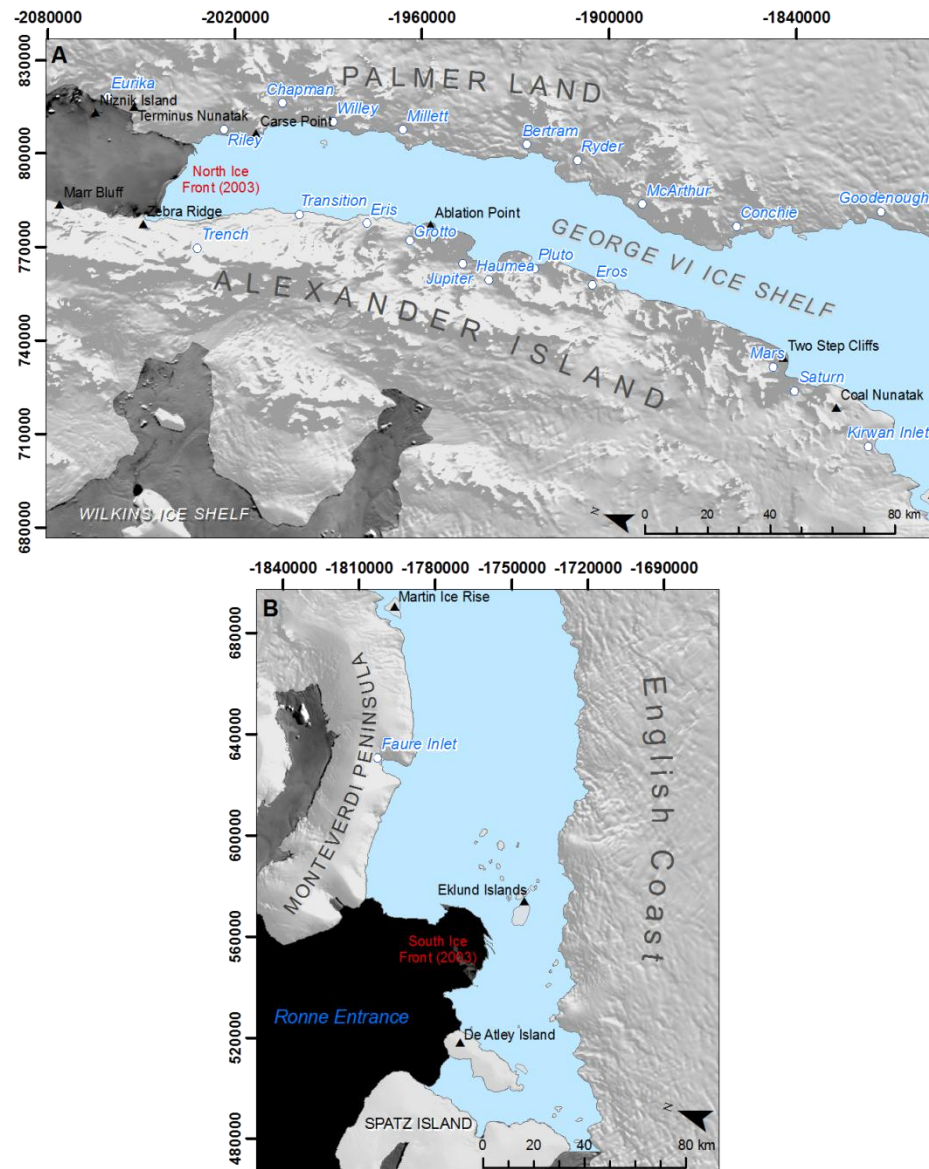 -2080000 -2020000 -1960000 -1900000 -1840000
830000
800000
770000
740000
710000
680000
A
PALMER LAND
Eurika
Niznik Island
Terminus Nunatak
Chapman
Carse Point
Willey
Millett
Riley
Bertram
Ryder
North Ice
Front (2003)
McArthur
Conchie
Goodenough
Marr Bluff
Zebra Ridge
Transition
Eris
Ablation Point
Trench
Grotto
GEORGE VI ICE SHELF
Jupiter
Haumea
Pluto
Eros
ALEXANDER ISLAND
Two Step Cliffs
Mars
Saturn
Coal Nunatak
Kirwan Inlet
WILKINS ICE SHELF
N
0 20 40 80 km
-1840000 -1810000 -1780000 -1750000 -1720000 -1690000
680000
640000
600000
560000
520000
480000
B
Martin Ice Rise
MONTEVERDI PENINSULA
Faure Inlet
English Coast
Eklund Islands
South Ice
Front (2003)
Ronne Entrance
De Atley Island
SPATZ ISLAND
N
0 20 40 80 km